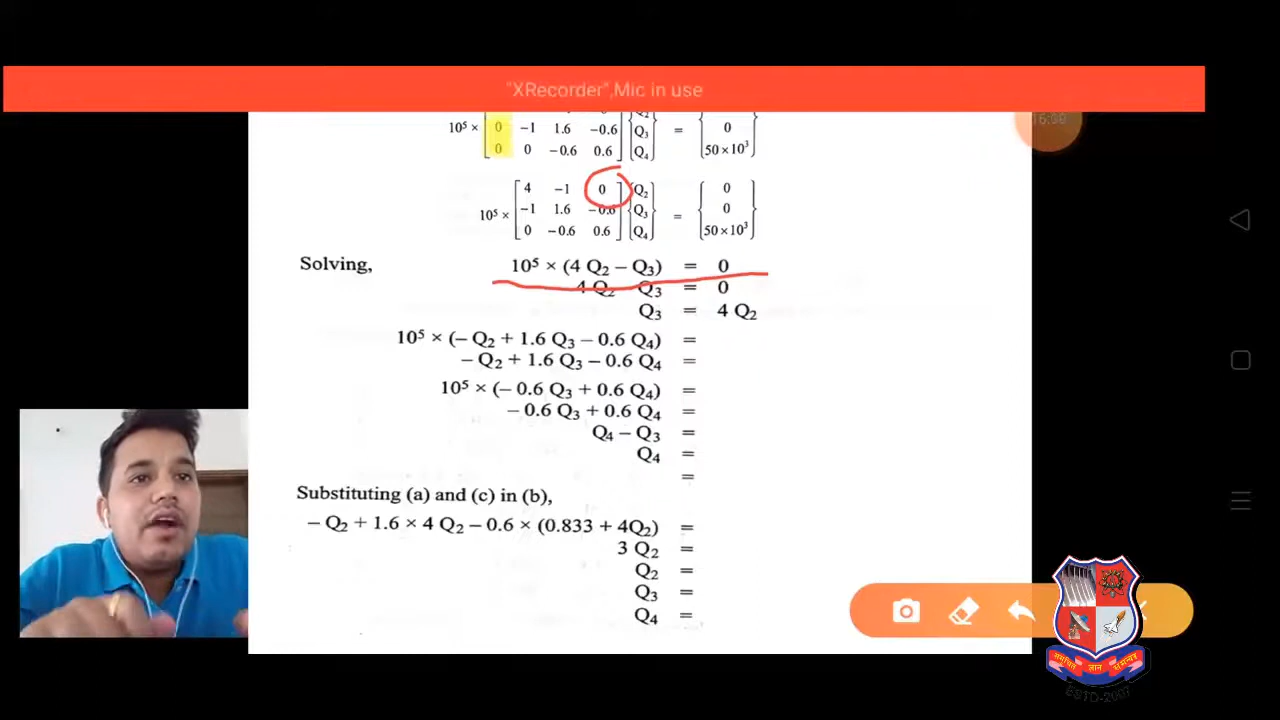 "XRecorder",Mic in use
16:50
10⁵ × [0 −1 1.6 −0.6] {Q₃} = {0}
[0 0 −0.6 0.6] {Q₄} {50×10³}
[4 −1 0] {Q₂} {0}
10⁵ × [−1 1.6 −0.6] {Q₃} = {0}
[0 −0.6 0.6] {Q₄} {50×10³}
Solving, 10⁵ × (4 Q₂ − Q₃) = 0
4 Q₂ Q₃ = 0
Q₃ = 4 Q₂
10⁵ × (− Q₂ + 1.6 Q₃ − 0.6 Q₄) =
− Q₂ + 1.6 Q₃ − 0.6 Q₄ =
10⁵ × (− 0.6 Q₃ + 0.6 Q₄) =
− 0.6 Q₃ + 0.6 Q₄ =
Q₄ − Q₃ =
Q₄ =
=
Substituting (a) and (c) in (b),
− Q₂ + 1.6 × 4 Q₂ − 0.6 × (0.833 + 4Q₂) =
3 Q₂ =
Q₂ =
Q₃ =
Q₄ =
ESTD-2007